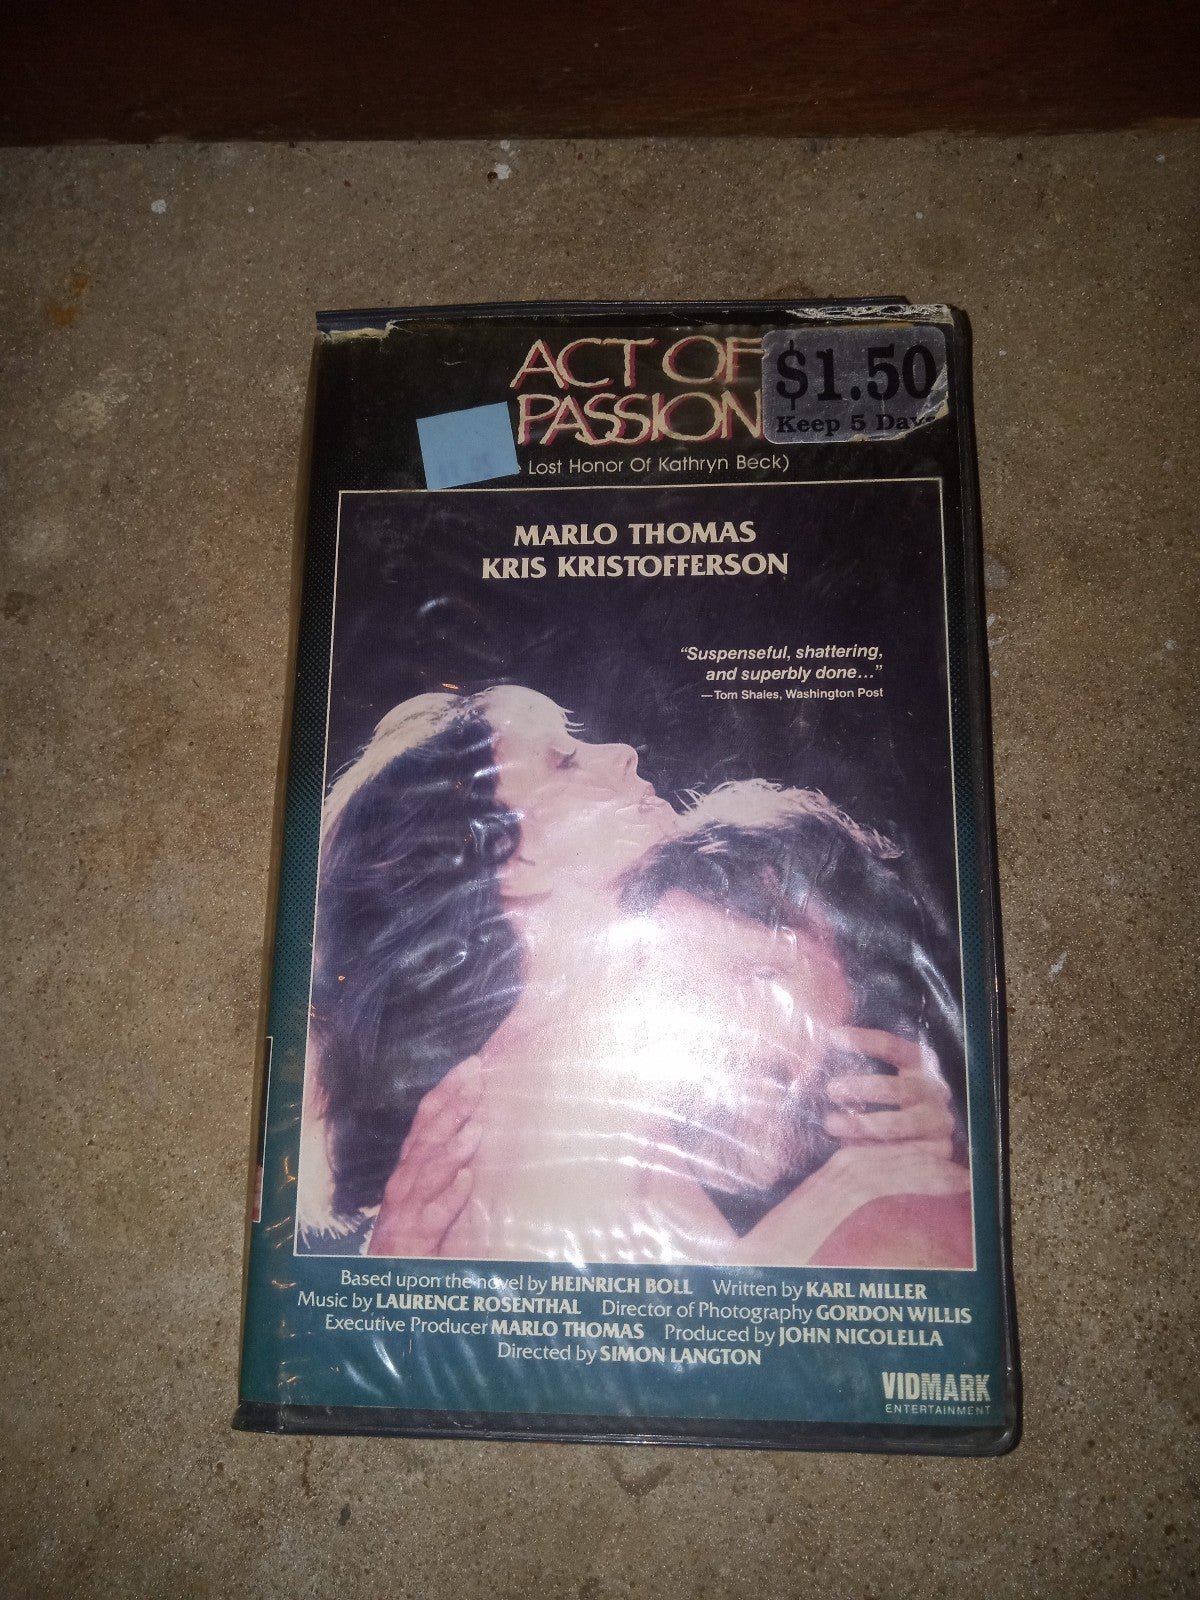 ACT OF
PASSION
$1.50
Keep 5 Days
Lost Honor Of Kathryn Beck)
MARLO THOMAS
KRIS KRISTOFFERSON
“Suspenseful, shattering,
and superbly done...”
—Tom Shales, Washington Post
Based upon the novel by HEINRICH BOLL Written by KARL MILLER
Music by LAURENCE ROSENTHAL Director of Photography GORDON WILLIS
Executive Producer MARLO THOMAS Produced by JOHN NICOLELLA
Directed by SIMON LANGTON
VIDMARK
ENTERTAINMENT